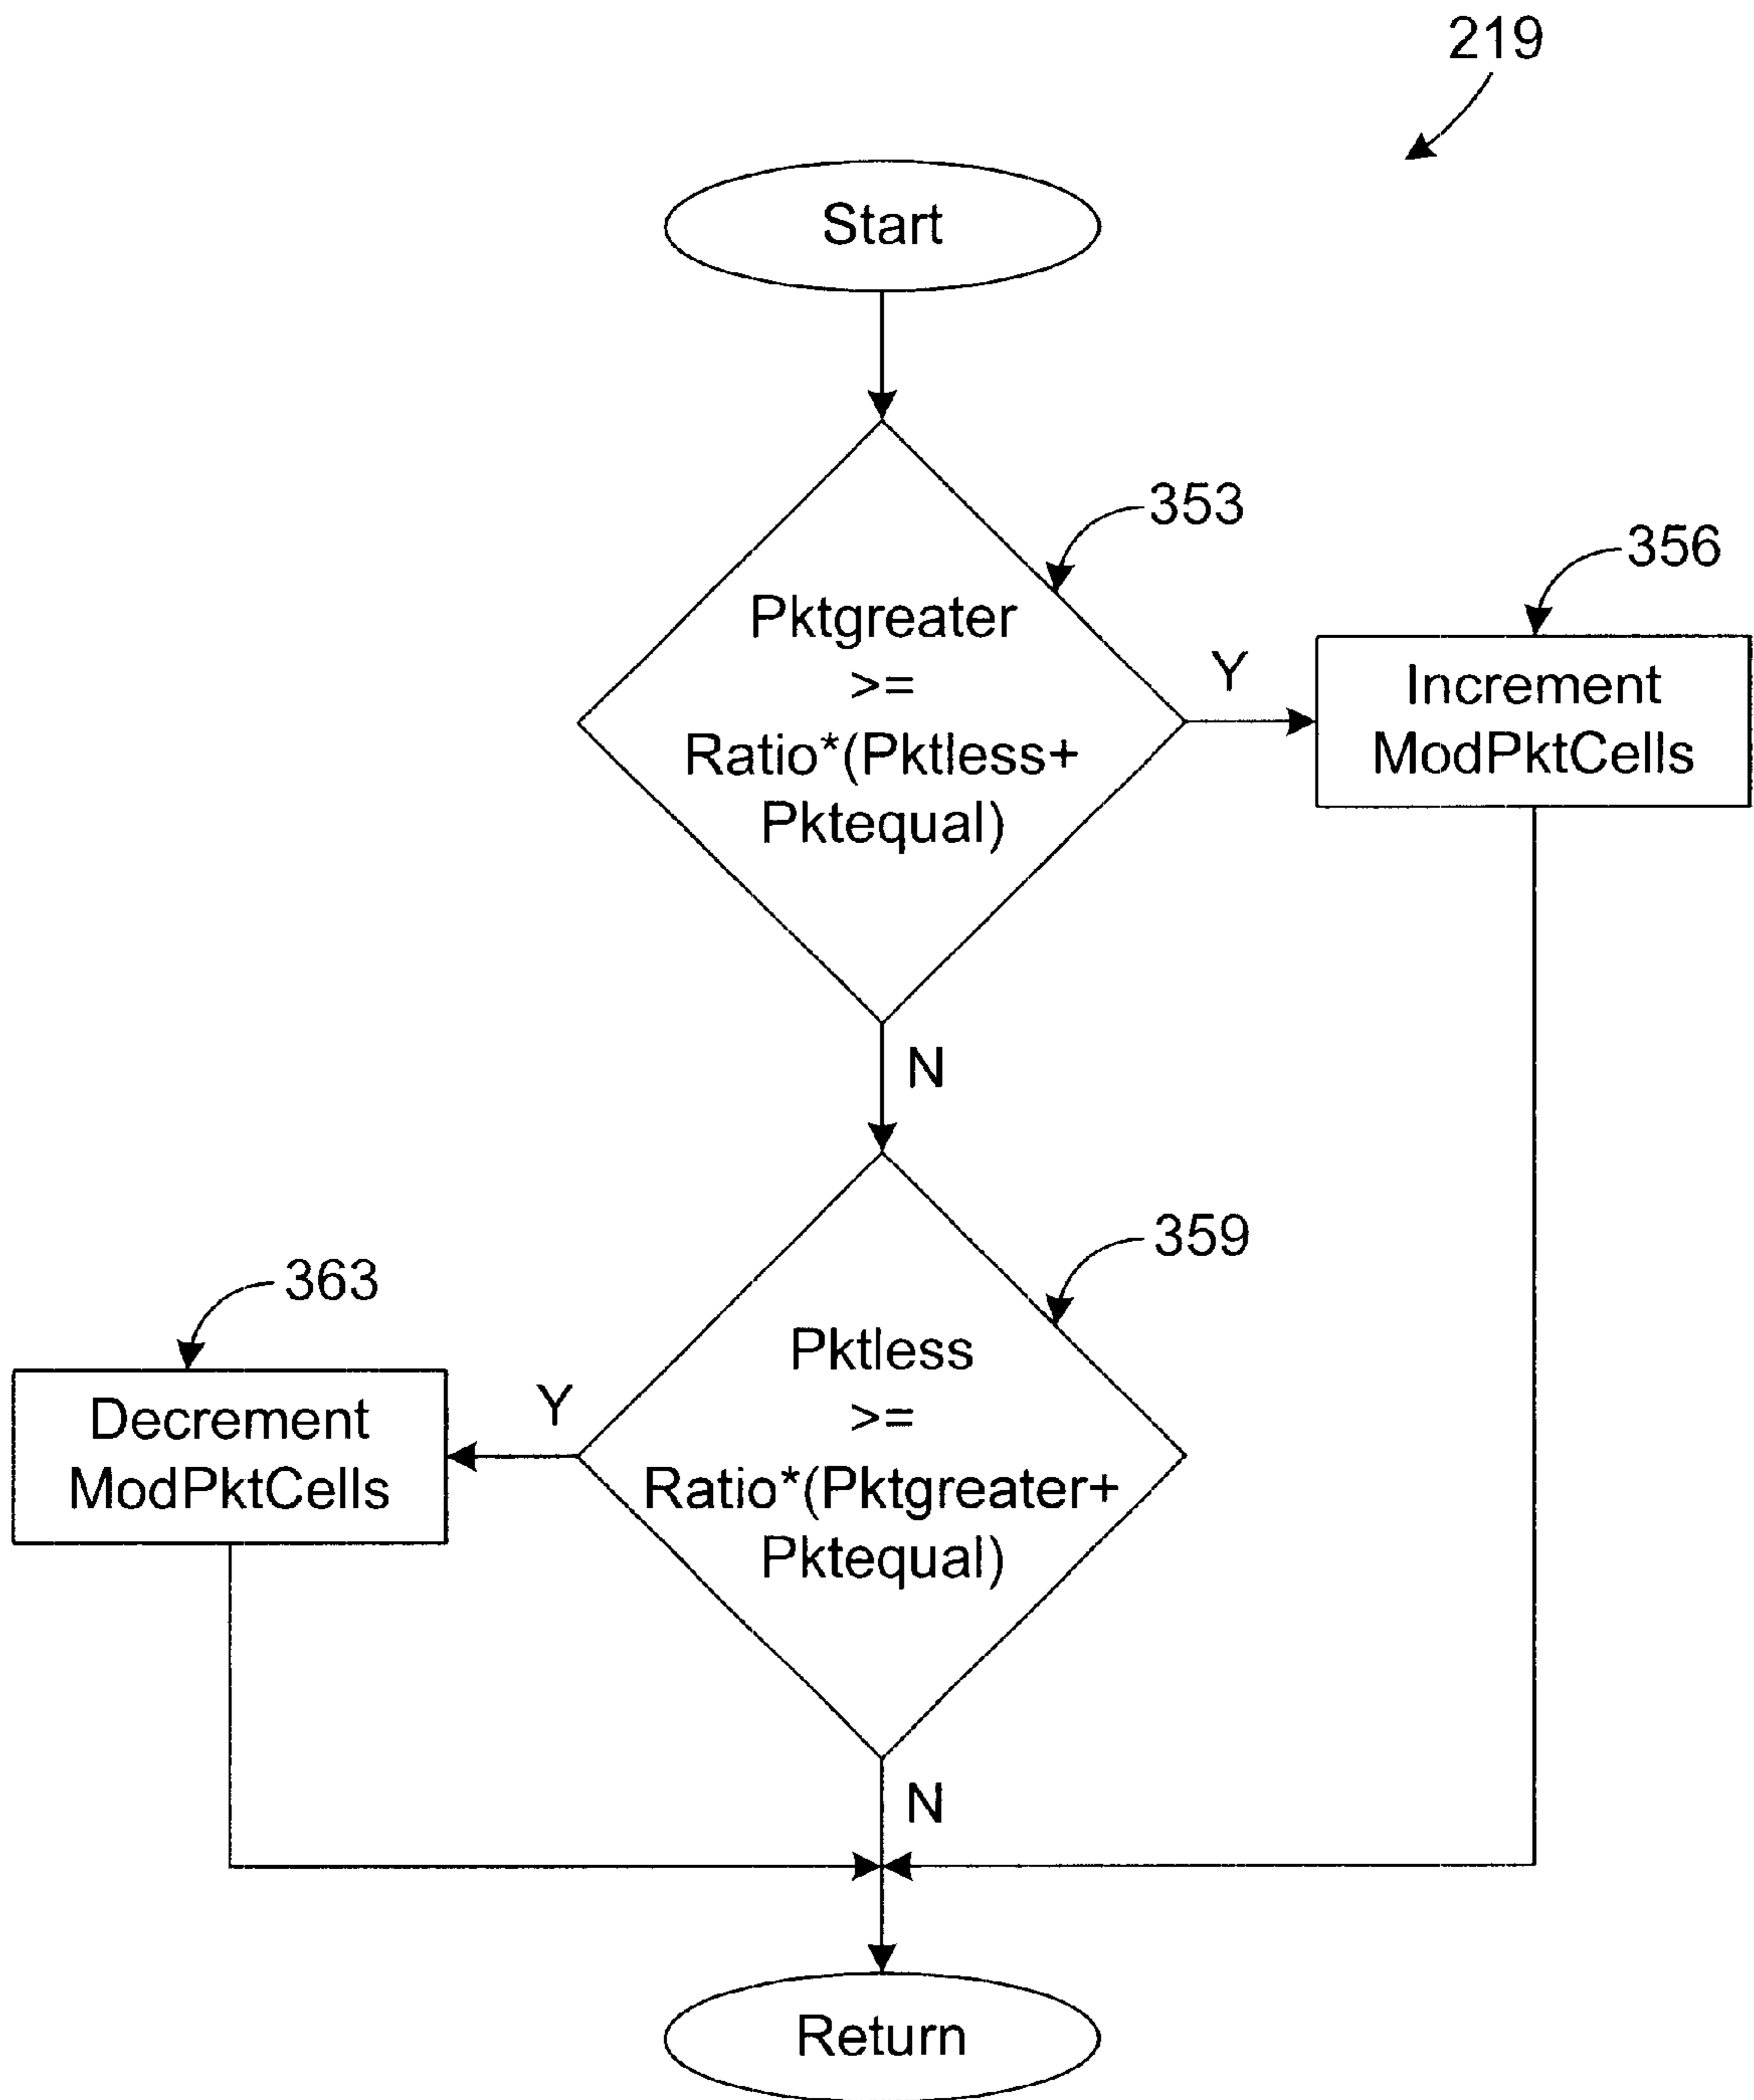 219
Start
353
Pktgreater
>=
Ratio*(Pktless+
Pktequal)
Y
356
Increment
ModPktCells
N
359
Pktless
>=
Ratio*(Pktgreater+
Pktequal)
Y
363
Decrement
ModPktCells
N
Return